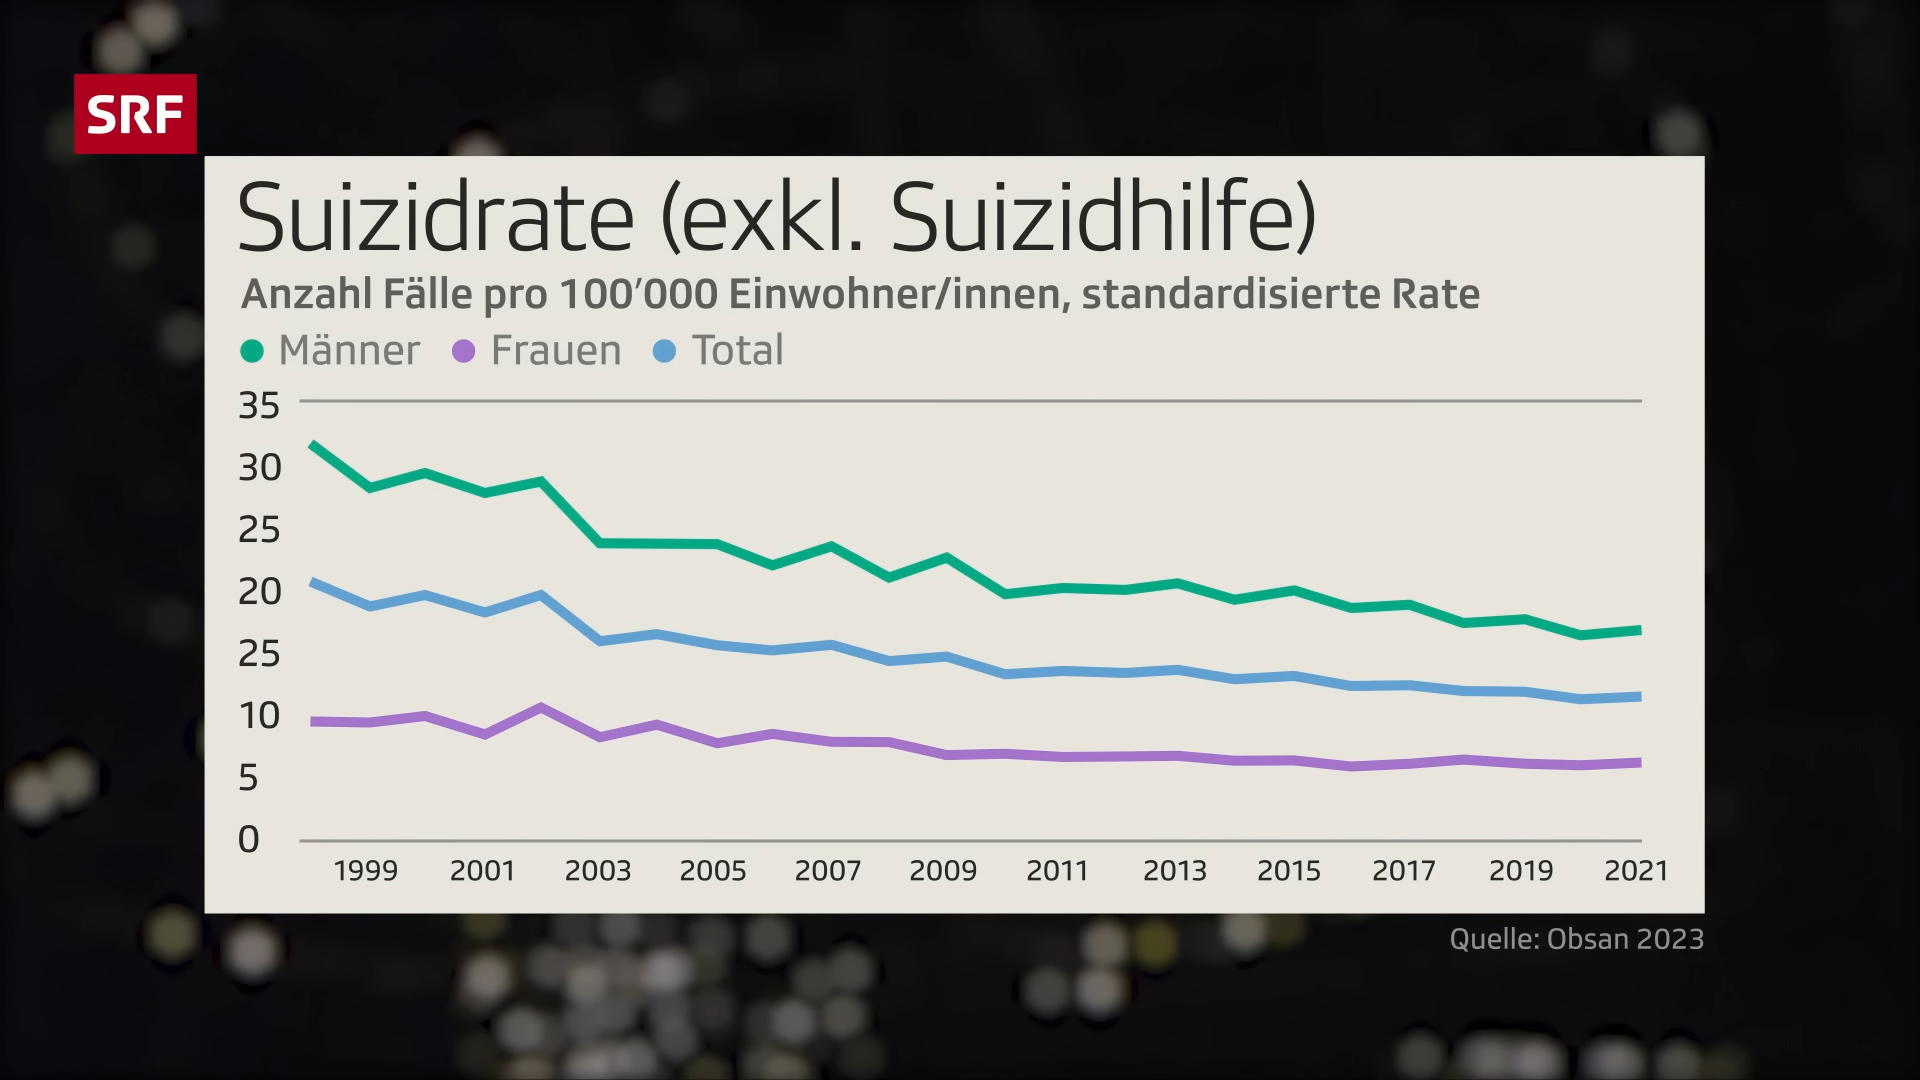 SRF
Suizidrate (exkl. Suizidhilfe)
Anzahl Fälle pro 100’000 Einwohner/innen, standardisierte Rate
Männer Frauen Total
35
30
25
20
25
10
5
0
1999 2001 2003 2005 2007 2009 2011 2013 2015 2017 2019 2021
Quelle: Obsan 2023